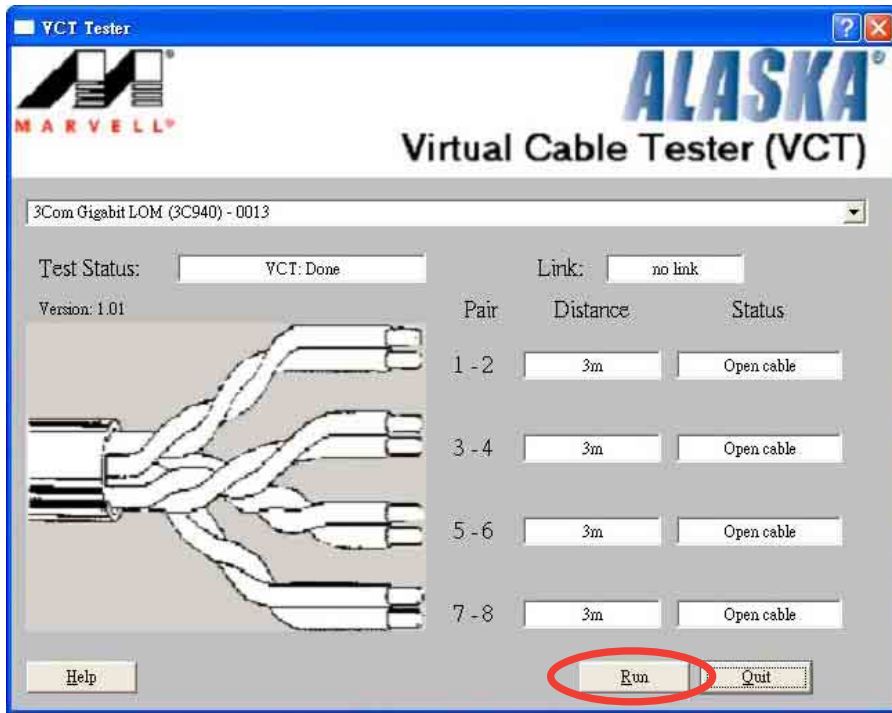 VCT Tester
MARVELL®
ALASKA®
Virtual Cable Tester (VCT)
3Com Gigabit LOM (3C940) - 0013
Test Status: VCT: Done Link: no link
Version: 1.01 Pair Distance Status
1 - 2 3m Open cable
3 - 4 3m Open cable
5 - 6 3m Open cable
7 - 8 3m Open cable
Help Run Quit